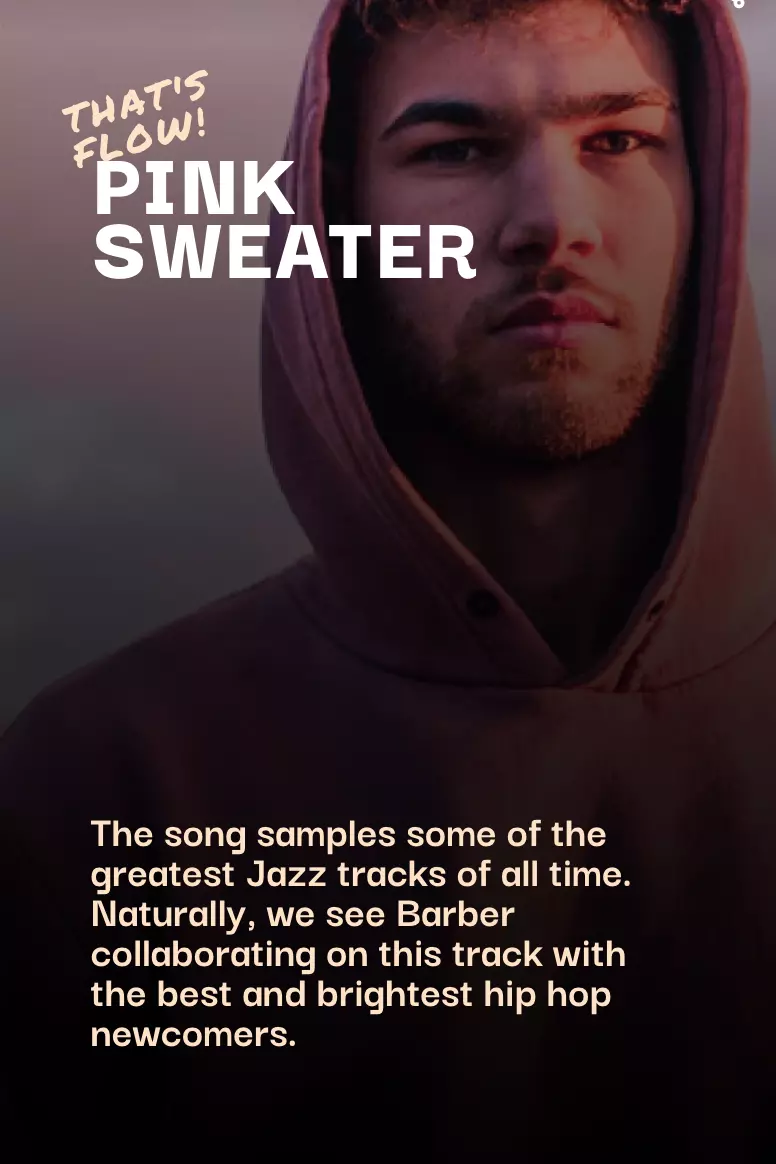 THAT'S
FLOW!
PINK
SWEATER
The song samples some of the
greatest Jazz tracks of all time.
Naturally, we see Barber
collaborating on this track with
the best and brightest hip hop
newcomers.